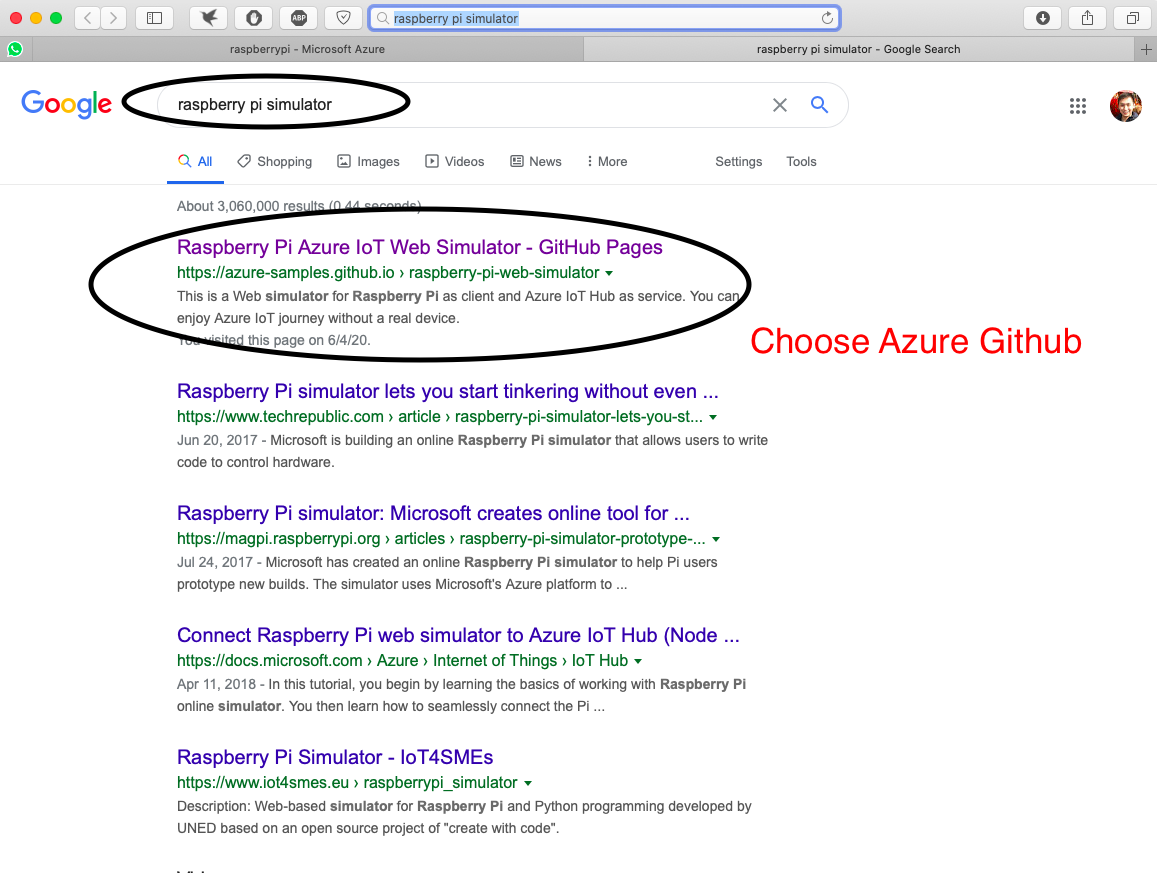 ABP
raspberry pi simulator
raspberrypi - Microsoft Azure
raspberry pi simulator - Google Search
Google
raspberry pi simulator
All
Shopping
Images
Videos
News
More
Settings
Tools
About 3,060,000 results (0.44 seconds)
Raspberry Pi Azure IoT Web Simulator - GitHub Pages
https://azure-samples.github.io › raspberry-pi-web-simulator
This is a Web simulator for Raspberry Pi as client and Azure IoT Hub as service. You can
enjoy Azure IoT journey without a real device.
You visited this page on 6/4/20.
Choose Azure Github
Raspberry Pi simulator lets you start tinkering without even ...
https://www.techrepublic.com › article › raspberry-pi-simulator-lets-you-st...
Jun 20, 2017 - Microsoft is building an online Raspberry Pi simulator that allows users to write
code to control hardware.
Raspberry Pi simulator: Microsoft creates online tool for ...
https://magpi.raspberrypi.org › articles › raspberry-pi-simulator-prototype-...
Jul 24, 2017 - Microsoft has created an online Raspberry Pi simulator to help Pi users
prototype new builds. The simulator uses Microsoft's Azure platform to ...
Connect Raspberry Pi web simulator to Azure IoT Hub (Node ...
https://docs.microsoft.com › Azure › Internet of Things › IoT Hub
Apr 11, 2018 - In this tutorial, you begin by learning the basics of working with Raspberry Pi
online simulator. You then learn how to seamlessly connect the Pi ...
Raspberry Pi Simulator - IoT4SMEs
https://www.iot4smes.eu › raspberrypi_simulator
Description: Web-based simulator for Raspberry Pi and Python programming developed by
UNED based on an open source project of "create with code".